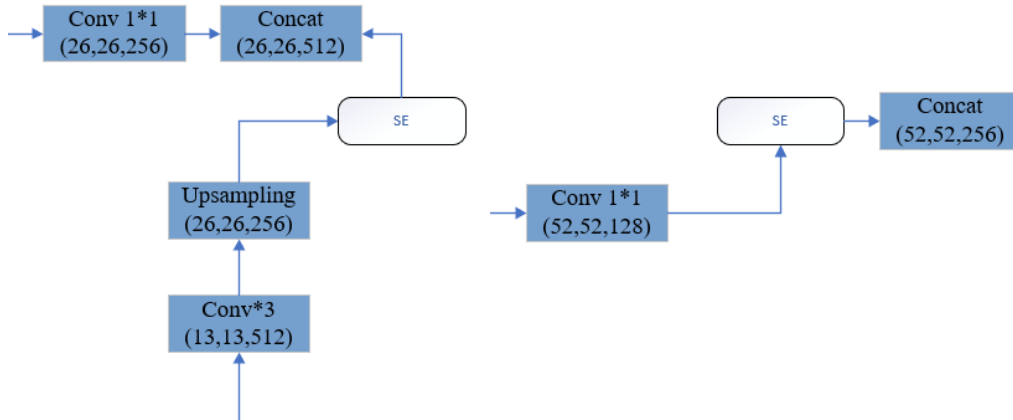 Conv 1*1
(26,26,256)
Concat
(26,26,512)
SE
Upsampling
(26,26,256)
Conv*3
(13,13,512)
SE
Concat
(52,52,256)
Conv 1*1
(52,52,128)